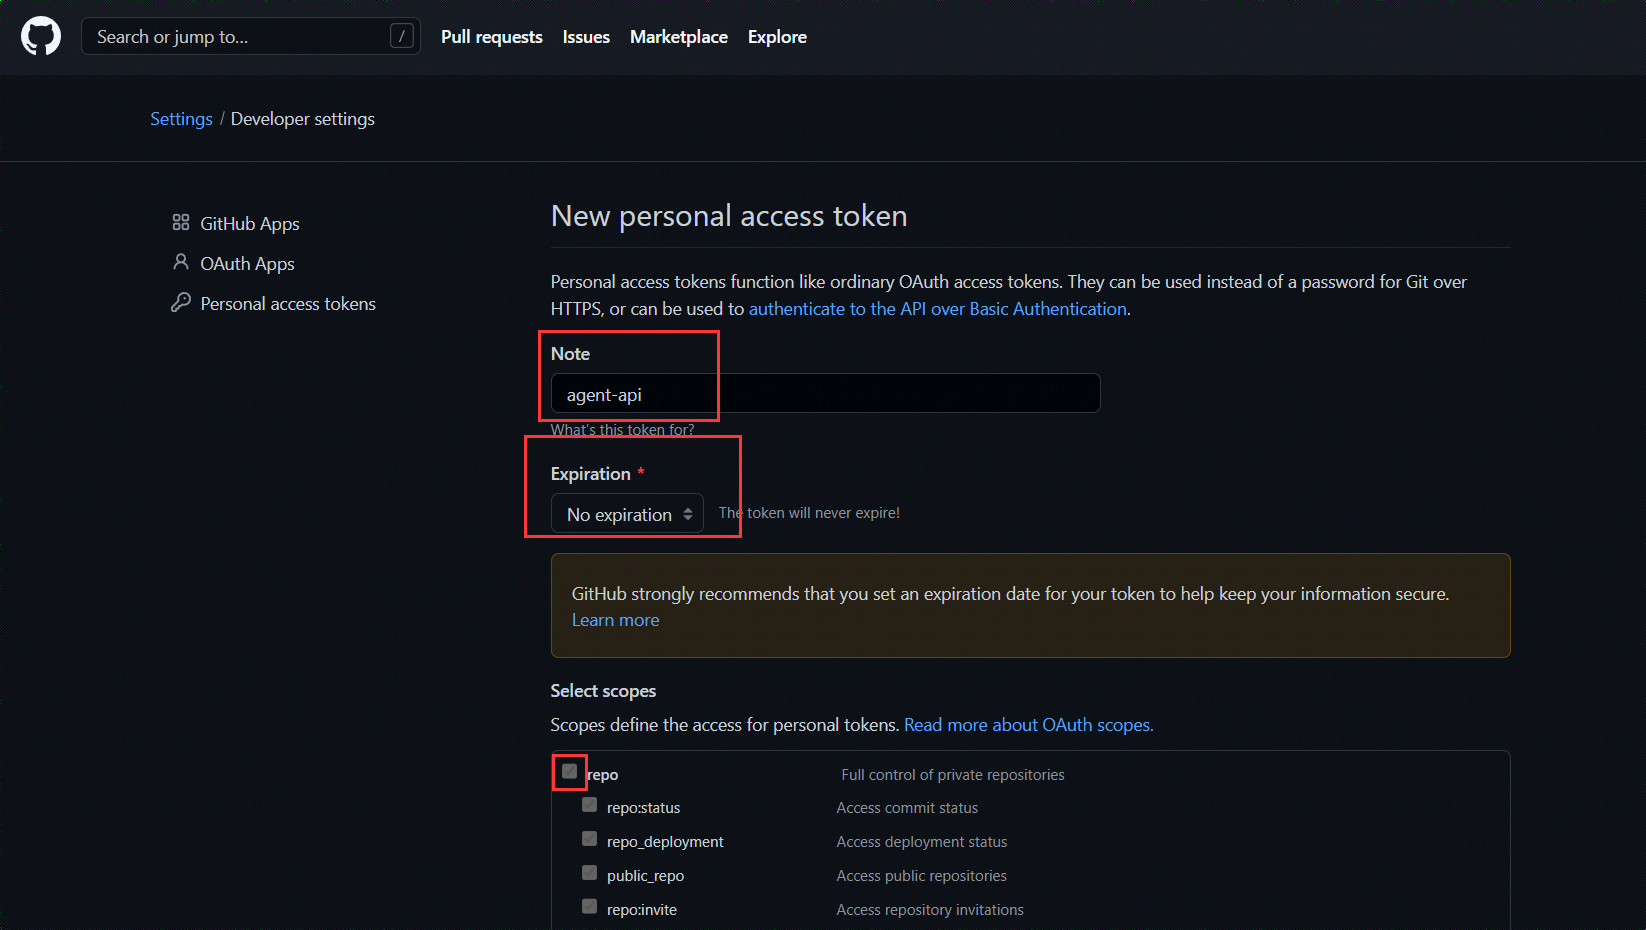 Search or jump to... /
Pull requests Issues Marketplace Explore
Settings / Developer settings
GitHub Apps
OAuth Apps
Personal access tokens
New personal access token
Personal access tokens function like ordinary OAuth access tokens. They can be used instead of a password for Git over
HTTPS, or can be used to authenticate to the API over Basic Authentication.
Note
agent-api
What's this token for?
Expiration *
No expiration The token will never expire!
GitHub strongly recommends that you set an expiration date for your token to help keep your information secure.
Learn more
Select scopes
Scopes define the access for personal tokens. Read more about OAuth scopes.
repo Full control of private repositories
repo:status Access commit status
repo_deployment Access deployment status
public_repo Access public repositories
repo:invite Access repository invitations